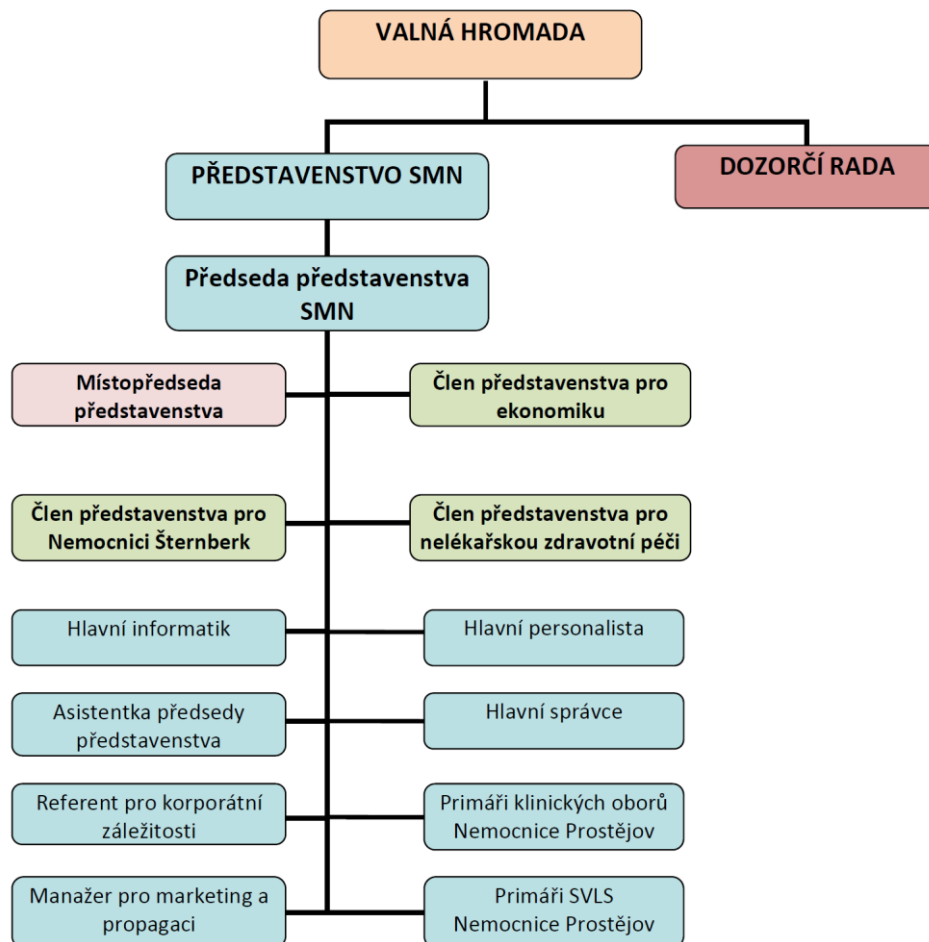 VALNÁ HROMADA
PŘEDSTAVENSTVO SMN
DOZORČÍ RADA
Předseda představenstva
SMN
Místopředseda
představenstva
Člen představenstva pro
ekonomiku
Člen představenstva pro
Nemocnici Šternberk
Člen představenstva pro
nelékařskou zdravotní péči
Hlavní informatik
Hlavní personalista
Asistentka předsedy
představenstva
Hlavní správce
Referent pro korporátní
záležitosti
Primáři klinických oborů
Nemocnice Prostějov
Manažer pro marketing a
propagaci
Primáři SVLS
Nemocnice Prostějov